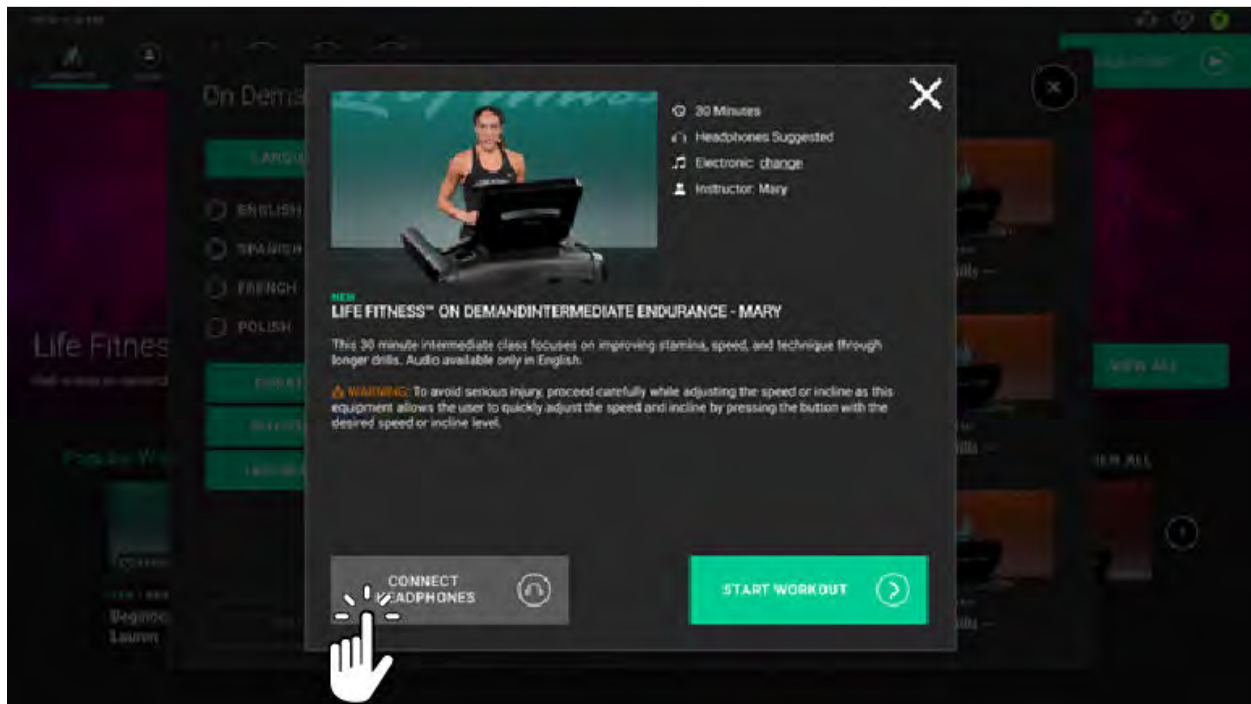 On Dema
30 Minutes
Headphones Suggested
Electronic change
Instructor: Mary
ENGLISH
SPANISH
FRENCH
POLISH
NEW
LIFE FITNESS™ ON DEMANDINTERMEDIATE ENDURANCE - MARY
This 30 minute intermediate class focuses on improving stamina, speed, and technique through
longer drills. Audio available only in English.
WARNING: To avoid serious injury, proceed carefully while adjusting the speed or incline as this
equipment allows the user to quickly adjust the speed and incline by pressing the button with the
desired speed or incline level.
Life Fitnes
VIEW ALL
CONNECT
HEADPHONES
START WORKOUT
Lauren